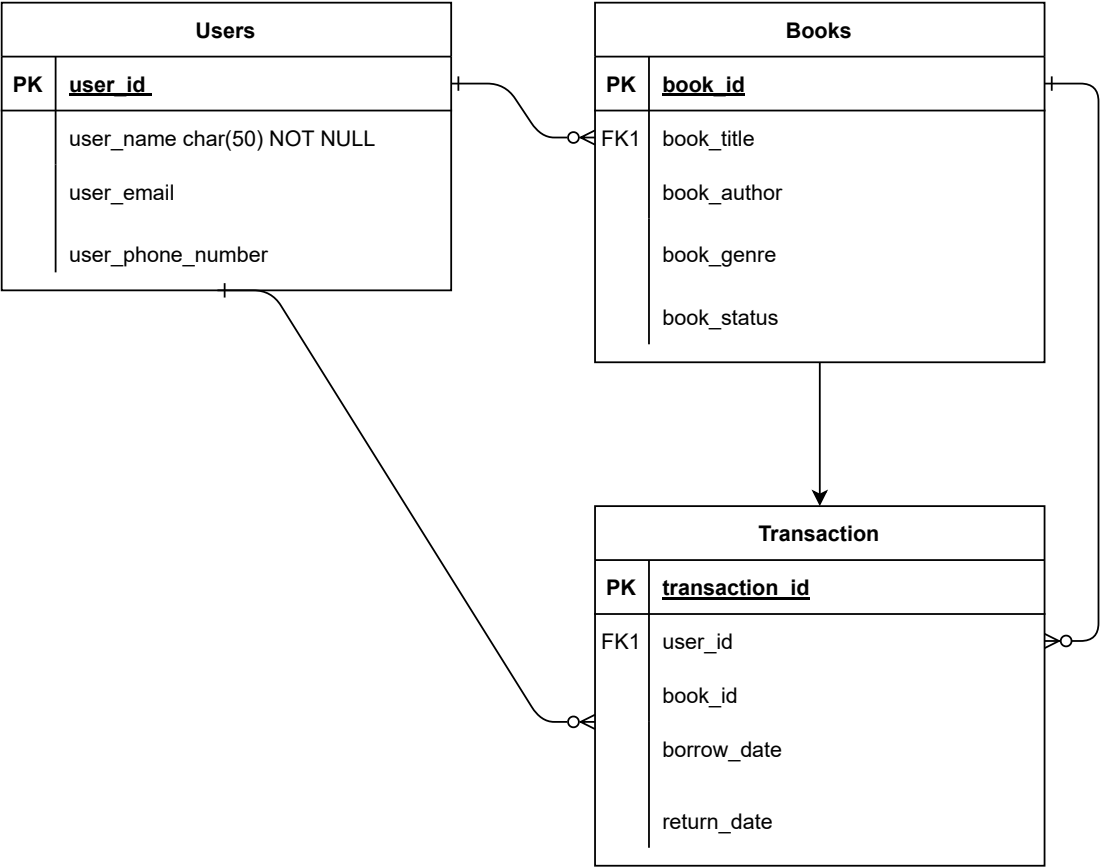 Users
PK user_id
user_name char(50) NOT NULL
user_email
user_phone_number
Books
PK book_id
FK1 book_title
book_author
book_genre
book_status
Transaction
PK transaction_id
FK1 user_id
book_id
borrow_date
return_date